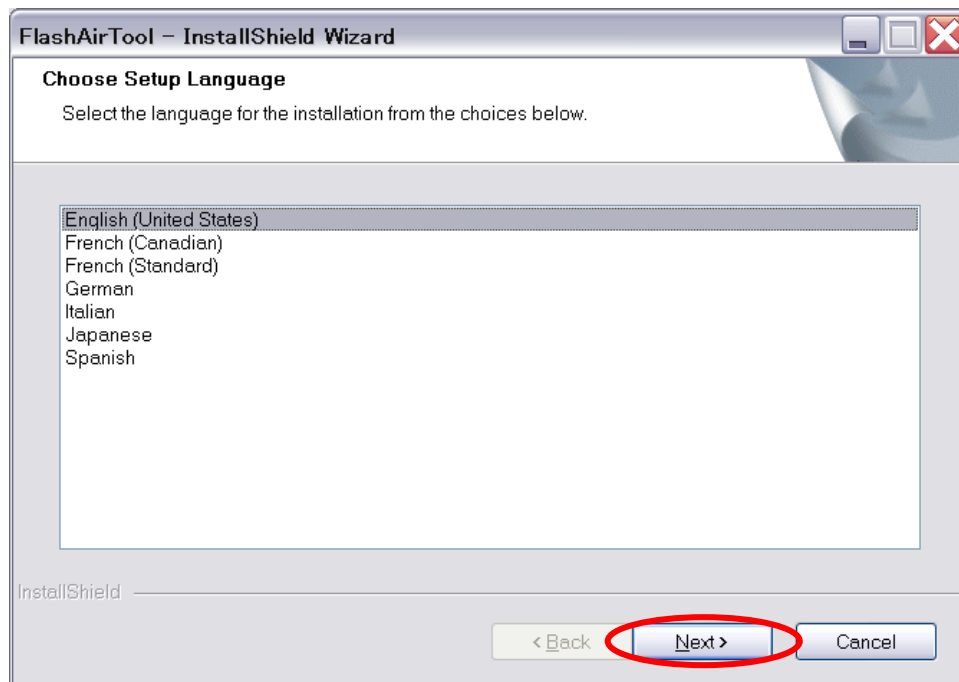 FlashAirTool - InstallShield Wizard
Choose Setup Language
Select the language for the installation from the choices below.
English (United States)
French (Canadian)
French (Standard)
German
Italian
Japanese
Spanish
InstallShield
< Back Next > Cancel